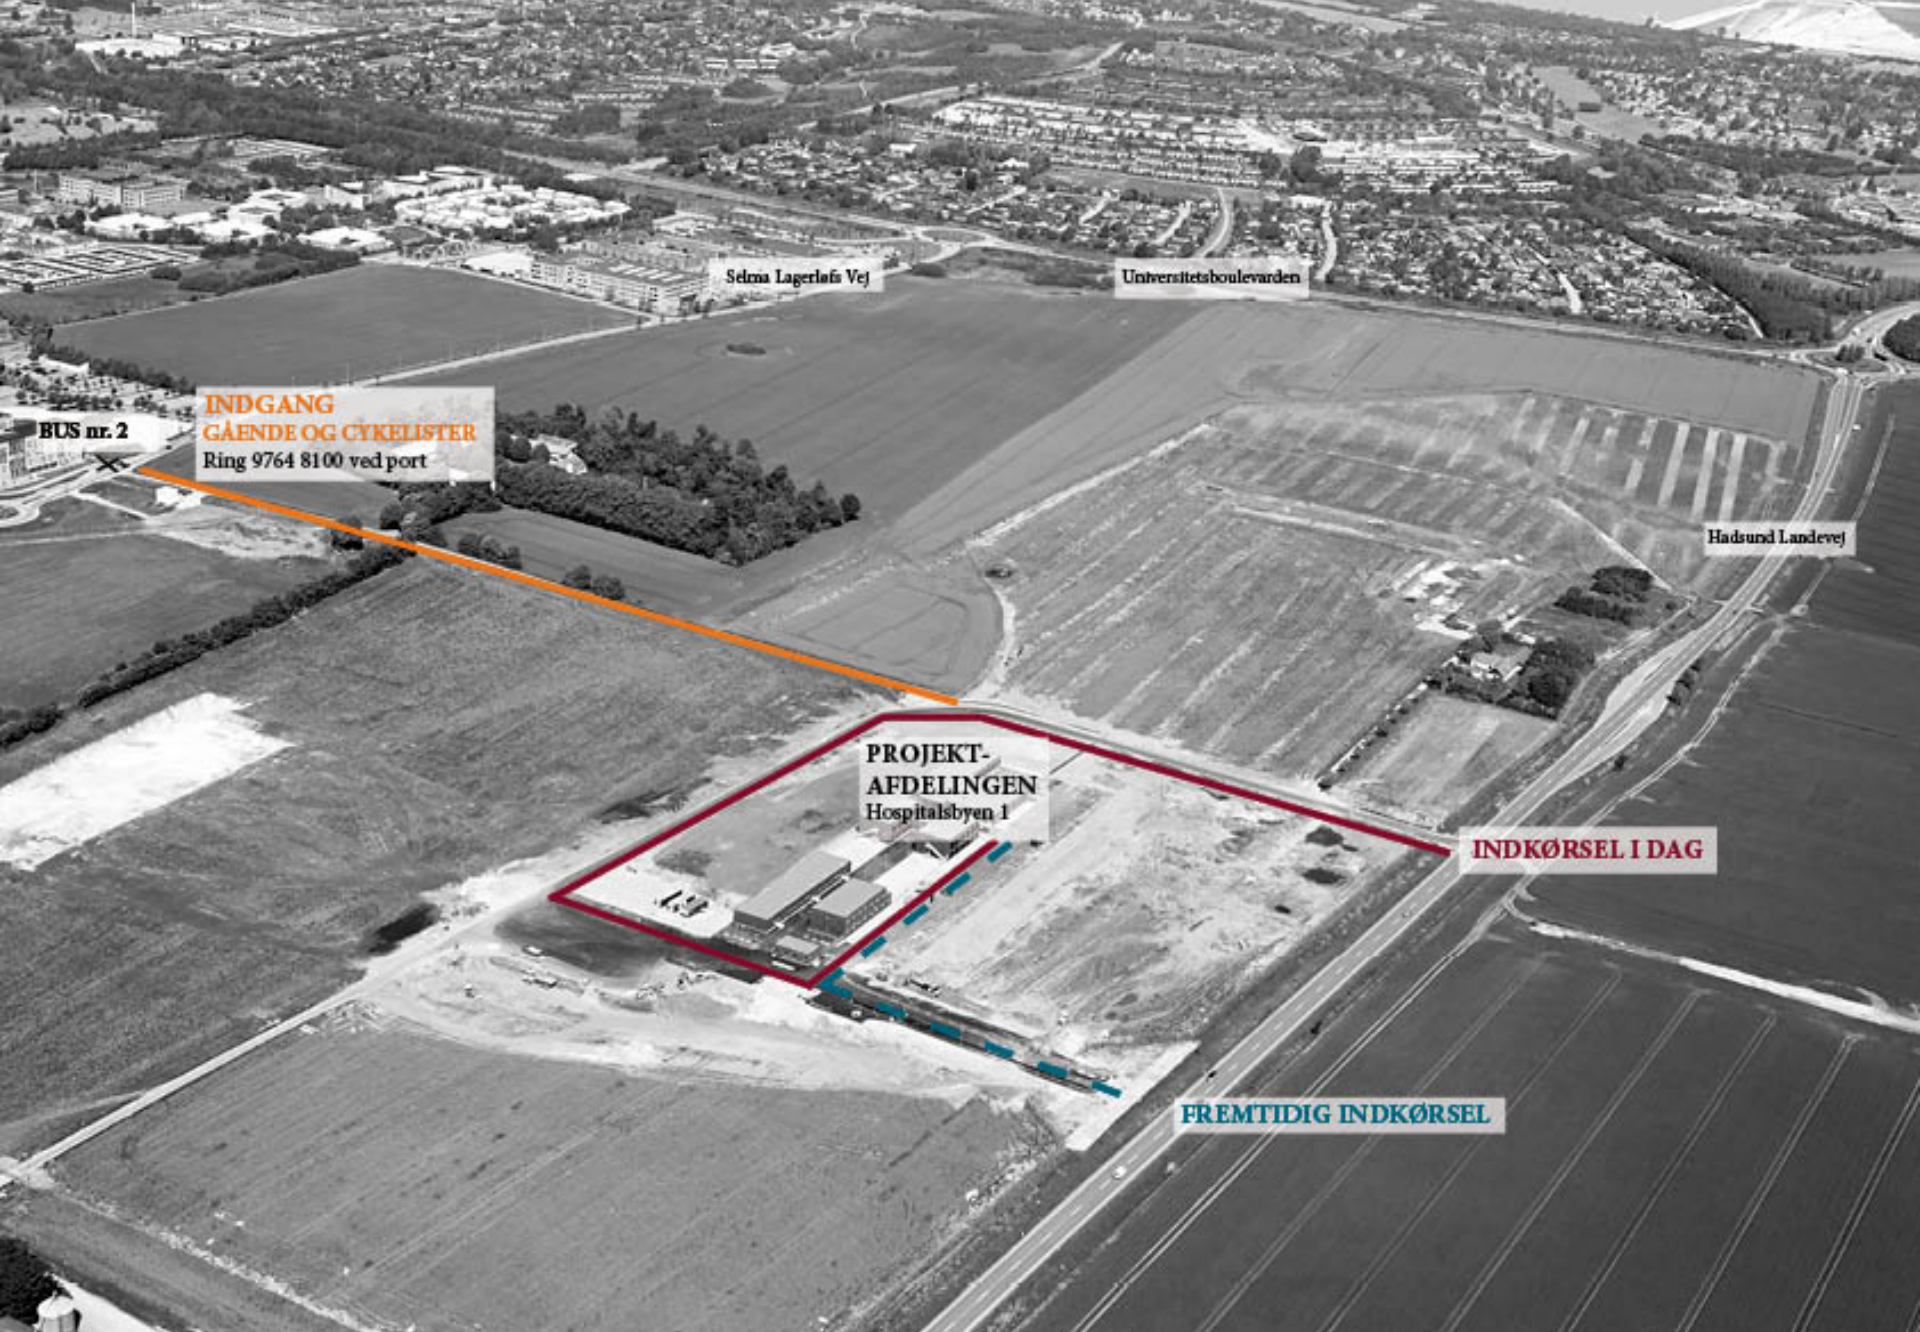 Selma Lagerløfs Vej
Universitetsboulevarden
INDGANG
GÅENDE OG CYKELISTER
Ring 9764 8100 ved port
BUS nr. 2
Hadsund Landevej
PROJEKT-
AFDELINGEN
Hospitalsbyen 1
INDKØRSEL I DAG
FREMTIDIG INDKØRSEL